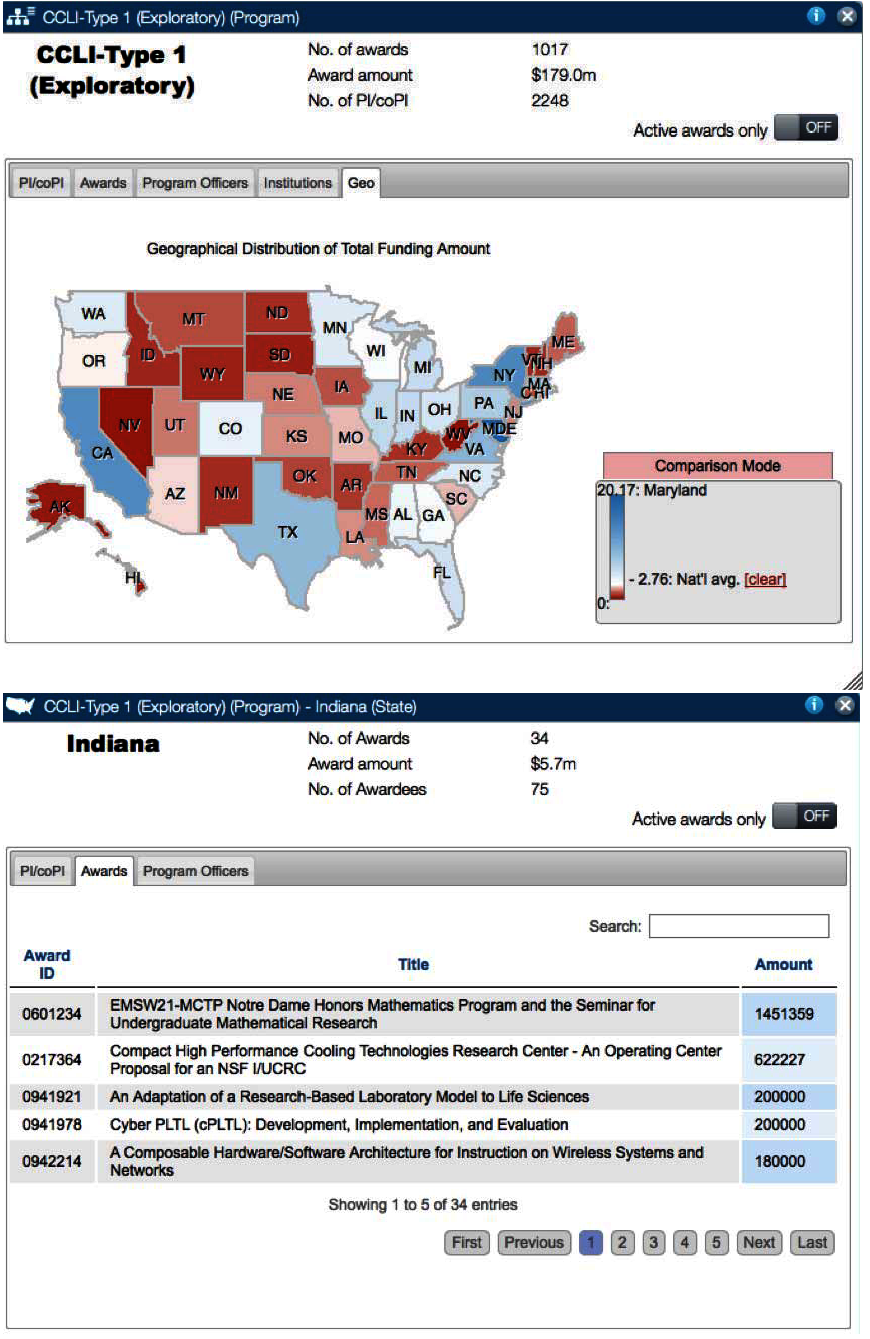 CCLI-Type 1 (Exploratory) (Program)
CCLI-Type 1
(Exploratory)
No. of awards 1017
Award amount $179.0m
No. of PI/coPI 2248
Active awards only OFF
PI/coPI Awards Program Officers Institutions Geo
Geographical Distribution of Total Funding Amount
WA MT ND MN WI MI ME
OR ID WY SD IA NY VT NH
NV UT CO NE IL IN OH PA NJ MA CT RI
CA KS MO KY WV VA MD DE
AZ NM OK AR TN NC
TX LA MS AL GA SC
AK HI FL
Comparison Mode
20.17: Maryland
- 2.76: Nat'l avg. [clear]
0:
CCLI-Type 1 (Exploratory) (Program) - Indiana (State)
Indiana
No. of Awards 34
Award amount $5.7m
No. of Awardees 75
Active awards only OFF
PI/coPI Awards Program Officers
Search:
Award
ID Title Amount
0601234 EMSW21-MCTP Notre Dame Honors Mathematics Program and the Seminar for
Undergraduate Mathematical Research 1451359
0217364 Compact High Performance Cooling Technologies Research Center - An Operating Center
Proposal for an NSF I/UCRC 622227
0941921 An Adaptation of a Research-Based Laboratory Model to Life Sciences 200000
0941978 Cyber PLTL (cPLTL): Development, Implementation, and Evaluation 200000
0942214 A Composable Hardware/Software Architecture for Instruction on Wireless Systems and
Networks 180000
Showing 1 to 5 of 34 entries
First Previous 1 2 3 4 5 Next Last